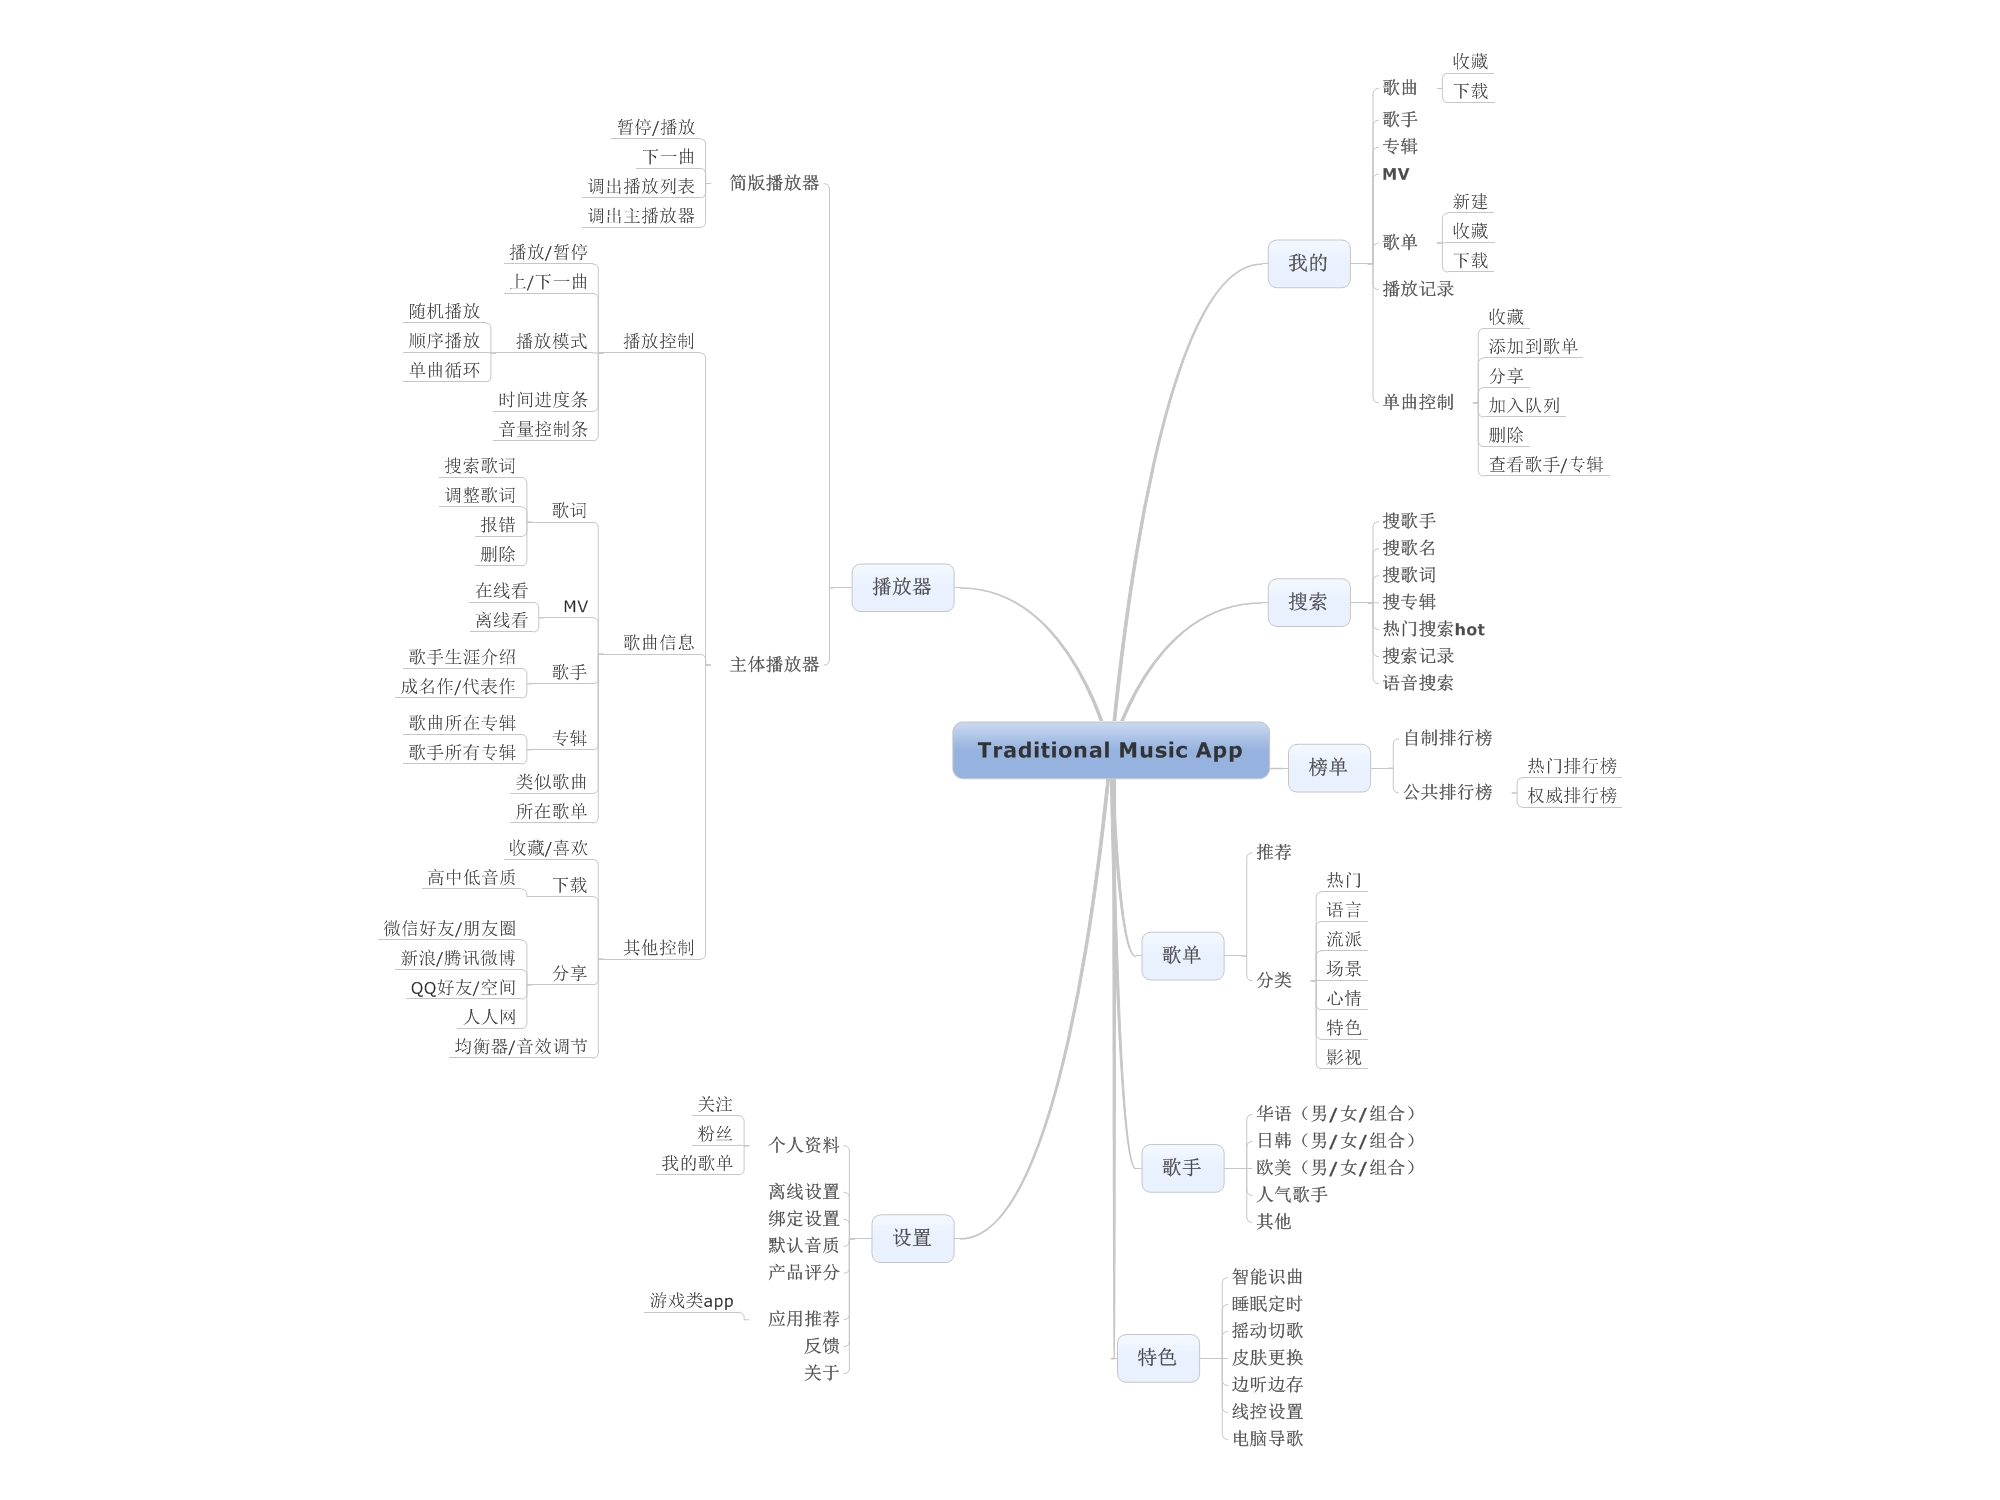 Traditional Music App
我的
歌曲
收藏
下载
歌手
专辑
MV
歌单
新建
收藏
下载
播放记录
单曲控制
收藏
添加到歌单
分享
加入队列
删除
查看歌手/专辑
搜索
搜歌手
搜歌名
搜歌词
搜专辑
热门搜索hot
搜索记录
语音搜索
榜单
自制排行榜
公共排行榜
热门排行榜
权威排行榜
歌单
推荐
分类
热门
语言
流派
场景
心情
特色
影视
歌手
华语（男/女/组合）
日韩（男/女/组合）
欧美（男/女/组合）
人气歌手
其他
特色
智能识曲
睡眠定时
摇动切歌
皮肤更换
边听边存
线控设置
电脑导歌
播放器
简版播放器
暂停/播放
下一曲
调出播放列表
调出主播放器
主体播放器
播放控制
播放/暂停
上/下一曲
播放模式
随机播放
顺序播放
单曲循环
时间进度条
音量控制条
歌曲信息
歌词
搜索歌词
调整歌词
报错
删除
MV
在线看
离线看
歌手
歌手生涯介绍
成名作/代表作
专辑
歌曲所在专辑
歌手所有专辑
类似歌曲
所在歌单
其他控制
收藏/喜欢
下载
高中低音质
分享
微信好友/朋友圈
新浪/腾讯微博
QQ好友/空间
人人网
均衡器/音效调节
设置
个人资料
关注
粉丝
我的歌单
离线设置
绑定设置
默认音质
产品评分
应用推荐
游戏类app
反馈
关于